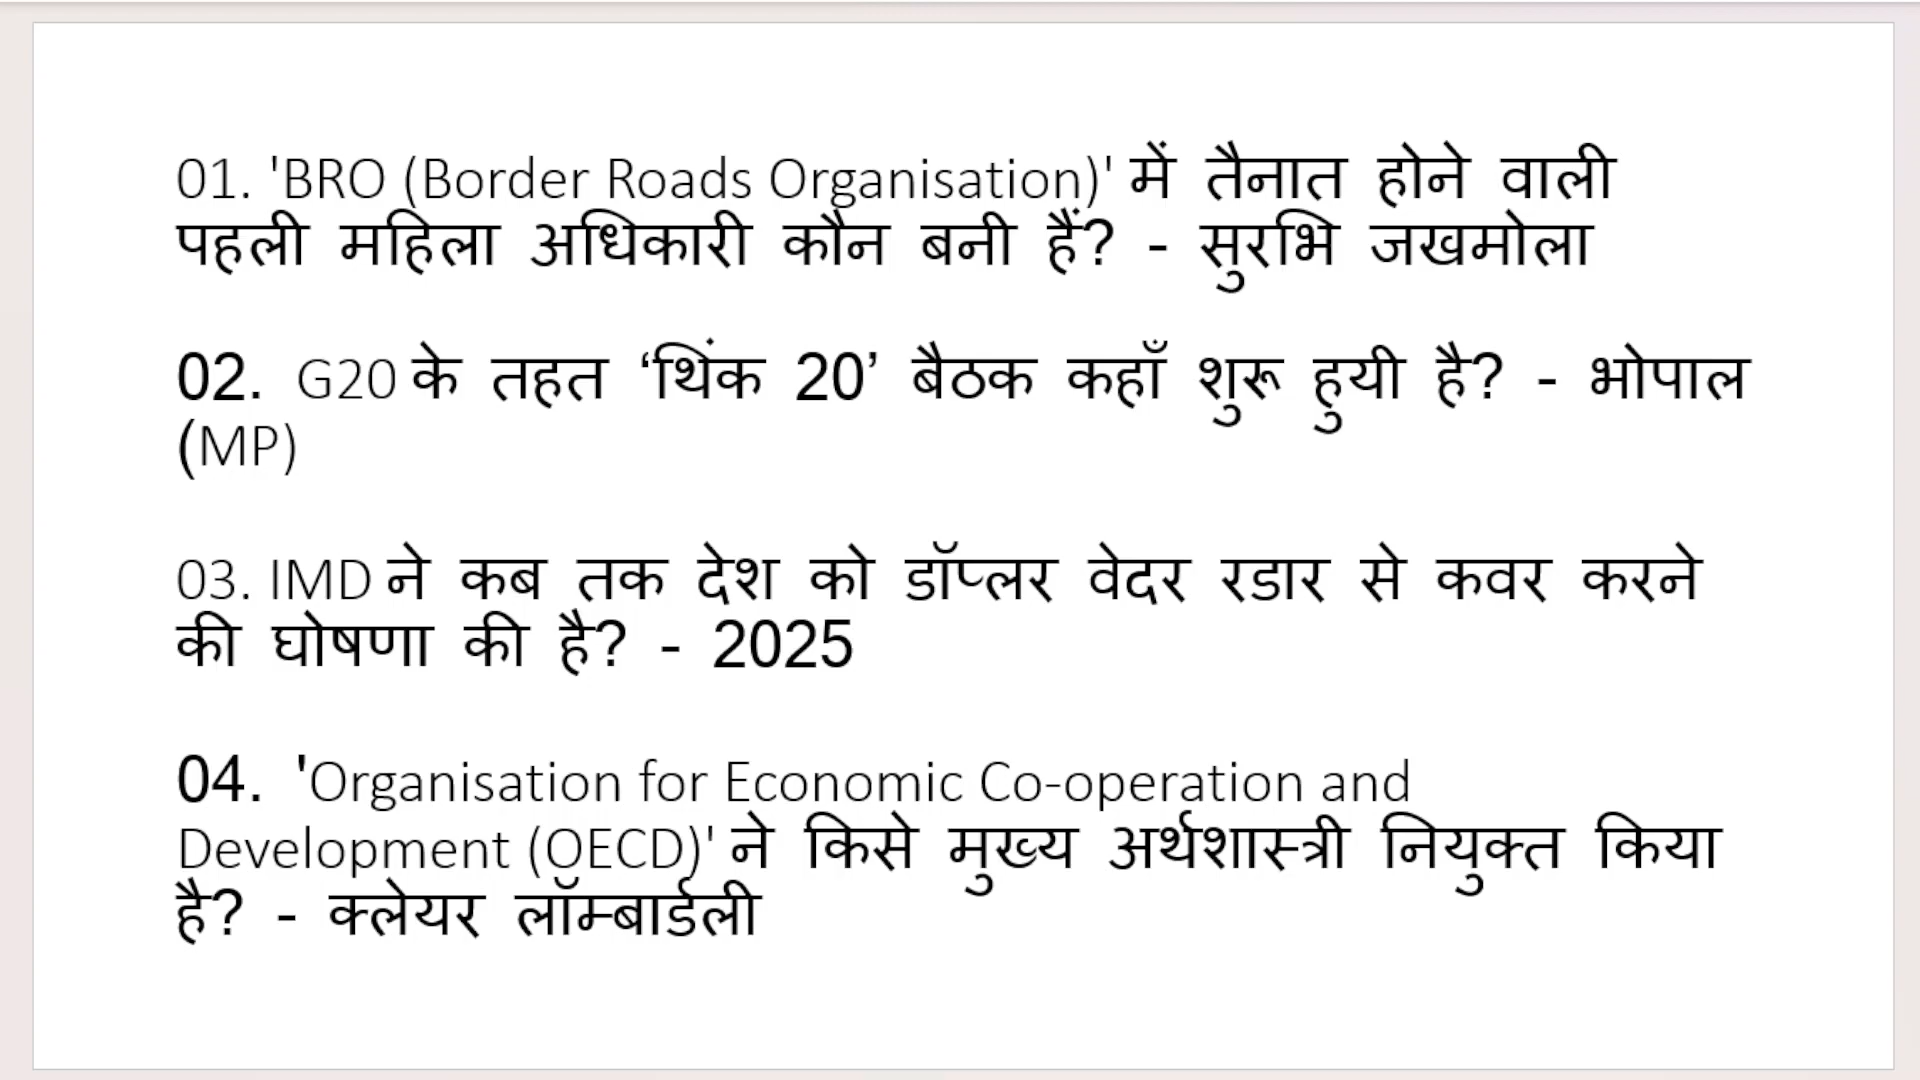 01. 'BRO (Border Roads Organisation)' में तैनात होने वाली
पहली महिला अधिकारी कौन बनी हैं? - सुरभि जखमोला
02. G20 के तहत ‘थिंक 20’ बैठक कहाँ शुरू हुयी है? - भोपाल
(MP)
03. IMD ने कब तक देश को डॉप्लर वेदर रडार से कवर करने
की घोषणा की है? - 2025
04. 'Organisation for Economic Co-operation and
Development (OECD)' ने किसे मुख्य अर्थशास्त्री नियुक्त किया
है? - क्लेयर लॉम्बार्डली